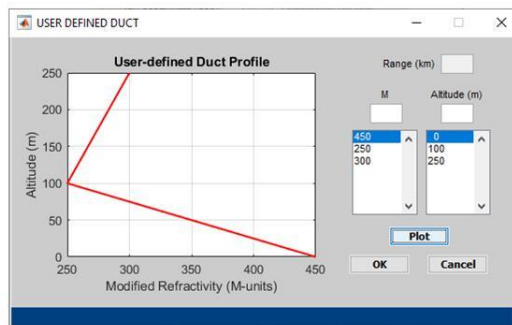 USER DEFINED DUCT
User-defined Duct Profile
Altitude (m)
250
200
150
100
50
0
250 300 350 400 450
Modified Refractivity (M-units)
Range (km)
M Altitude (m)
450 0
250 100
300 250
Plot
OK Cancel